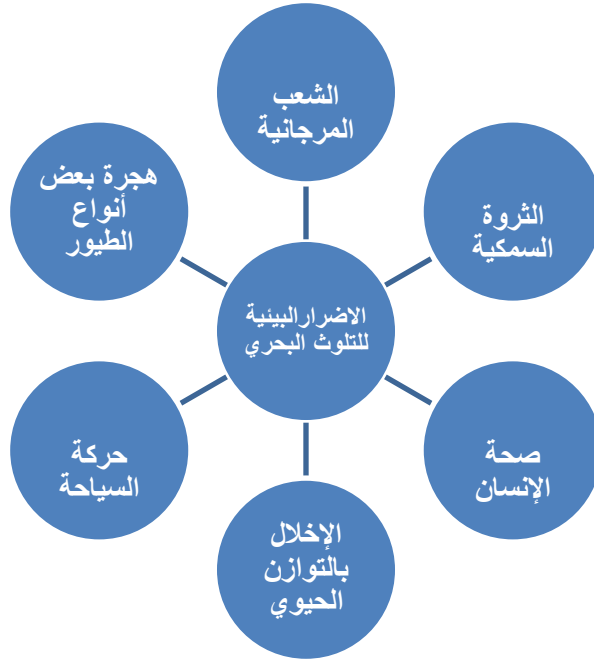 الشعب
المرجانية
الثروة
السمكية
صحة
الإنسان
الإخلال
بالتوازن
الحيوي
حركة
السياحة
هجرة بعض
أنواع
الطيور
الاضرارالبيئية
للتلوث البحري